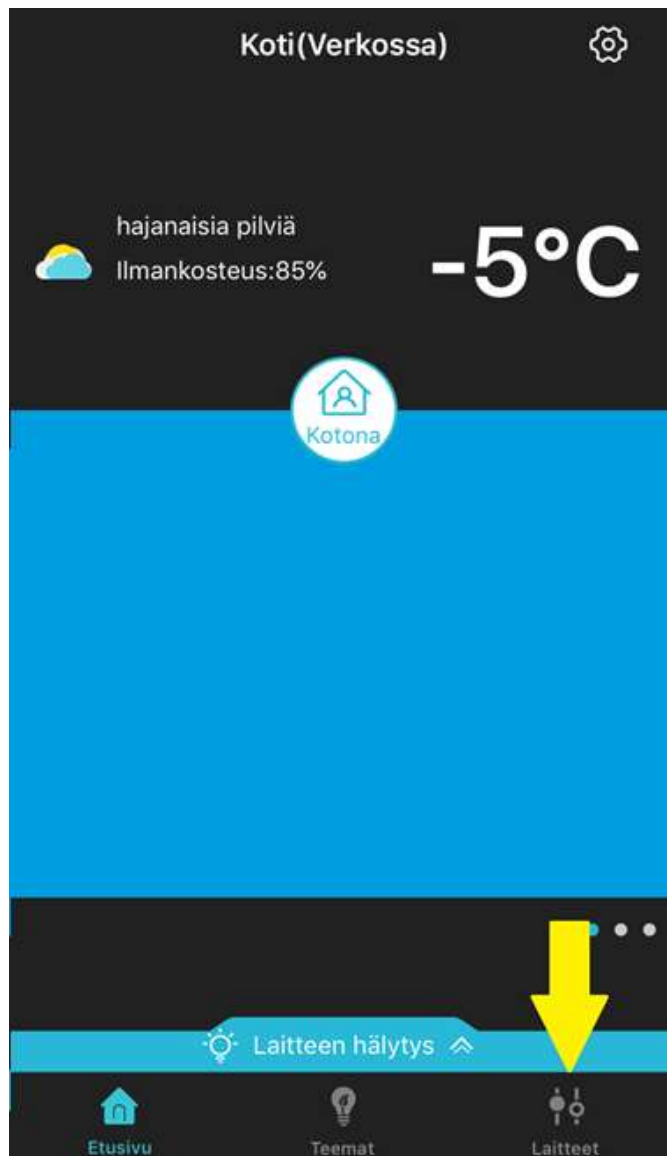 Koti(Verkossa)
hajanaisia pilviä
Ilmankosteus:85%
-5°C
Kotona
Laitteen hälytys
Etusivu
Teemat
Laitteet